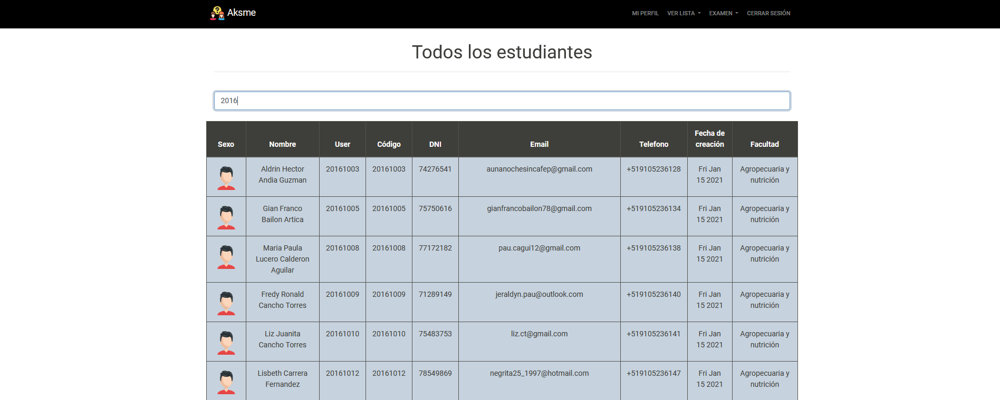 Aksme
MI PERFIL VER LISTA EXAMEN CERRAR SESIÓN
Todos los estudiantes
2016
Sexo Nombre User Código DNI Email Telefono Fecha de creación Facultad
Aldrin Hector Andia Guzman 20161003 20161003 74276541 aunanochesincafep@gmail.com +519105236128 Fri Jan 15 2021 Agropecuaria y nutrición
Gian Franco Bailon Artica 20161005 20161005 75750616 gianfrancobailon78@gmail.com +519105236134 Fri Jan 15 2021 Agropecuaria y nutrición
Maria Paula Lucero Calderon Aguilar 20161008 20161008 77172182 pau.cagui12@gmail.com +519105236138 Fri Jan 15 2021 Agropecuaria y nutrición
Fredy Ronald Cancho Torres 20161009 20161009 71289149 jeraldyn.pau@outlook.com +519105236140 Fri Jan 15 2021 Agropecuaria y nutrición
Liz Juanita Cancho Torres 20161010 20161010 75483753 liz.ct@gmail.com +519105236141 Fri Jan 15 2021 Agropecuaria y nutrición
Lisbeth Carrera Fernandez 20161012 20161012 78549869 negrita25_1997@hotmail.com +519105236147 Fri Jan 15 2021 Agropecuaria y nutrición